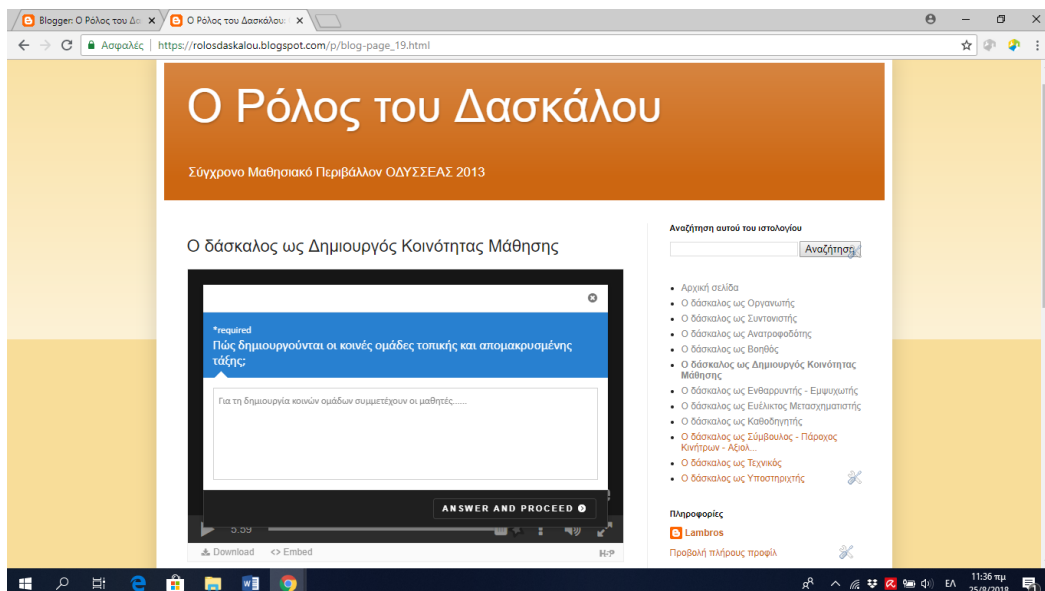 Blogger: Ο Ρόλος του Δα
Ο Ρόλος του Δασκάλου:
Ασφαλές
https://rolosdaskalou.blogspot.com/p/blog-page_19.html
Ο Ρόλος του Δασκάλου
Σύγχρονο Μαθησιακό Περιβάλλον ΟΔΥΣΣΕΑΣ 2013
Ο δάσκαλος ως Δημιουργός Κοινότητας Μάθησης
*required
Πώς δημιουργούνται οι κοινές ομάδες τοπικής και απομακρυσμένης
τάξης;
Για τη δημιουργία κοινών ομάδων συμμετέχουν οι μαθητές......
ANSWER AND PROCEED
5:59
Download
Embed
H-P
Αναζήτηση αυτού του ιστολογίου
Αναζήτηση
Αρχική σελίδα
Ο δάσκαλος ως Οργανωτής
Ο δάσκαλος ως Συντονιστής
Ο δάσκαλος ως Ανατροφοδότης
Ο δάσκαλος ως Βοηθός
Ο δάσκαλος ως Δημιουργός Κοινότητας
Μάθησης
Ο δάσκαλος ως Ενθαρρυντής - Εμψυχωτής
Ο δάσκαλος ως Ευέλικτος Μετασχηματιστής
Ο δάσκαλος ως Καθοδηγητής
Ο δάσκαλος ως Σύμβουλος - Πάροχος
Κινήτρων - Αξιολ...
Ο δάσκαλος ως Τεχνικός
Ο δάσκαλος ως Υποστηριχτής
Πληροφορίες
Lambros
Προβολή πλήρους προφίλ
ΕΛ
11:36 πμ
25/8/2018